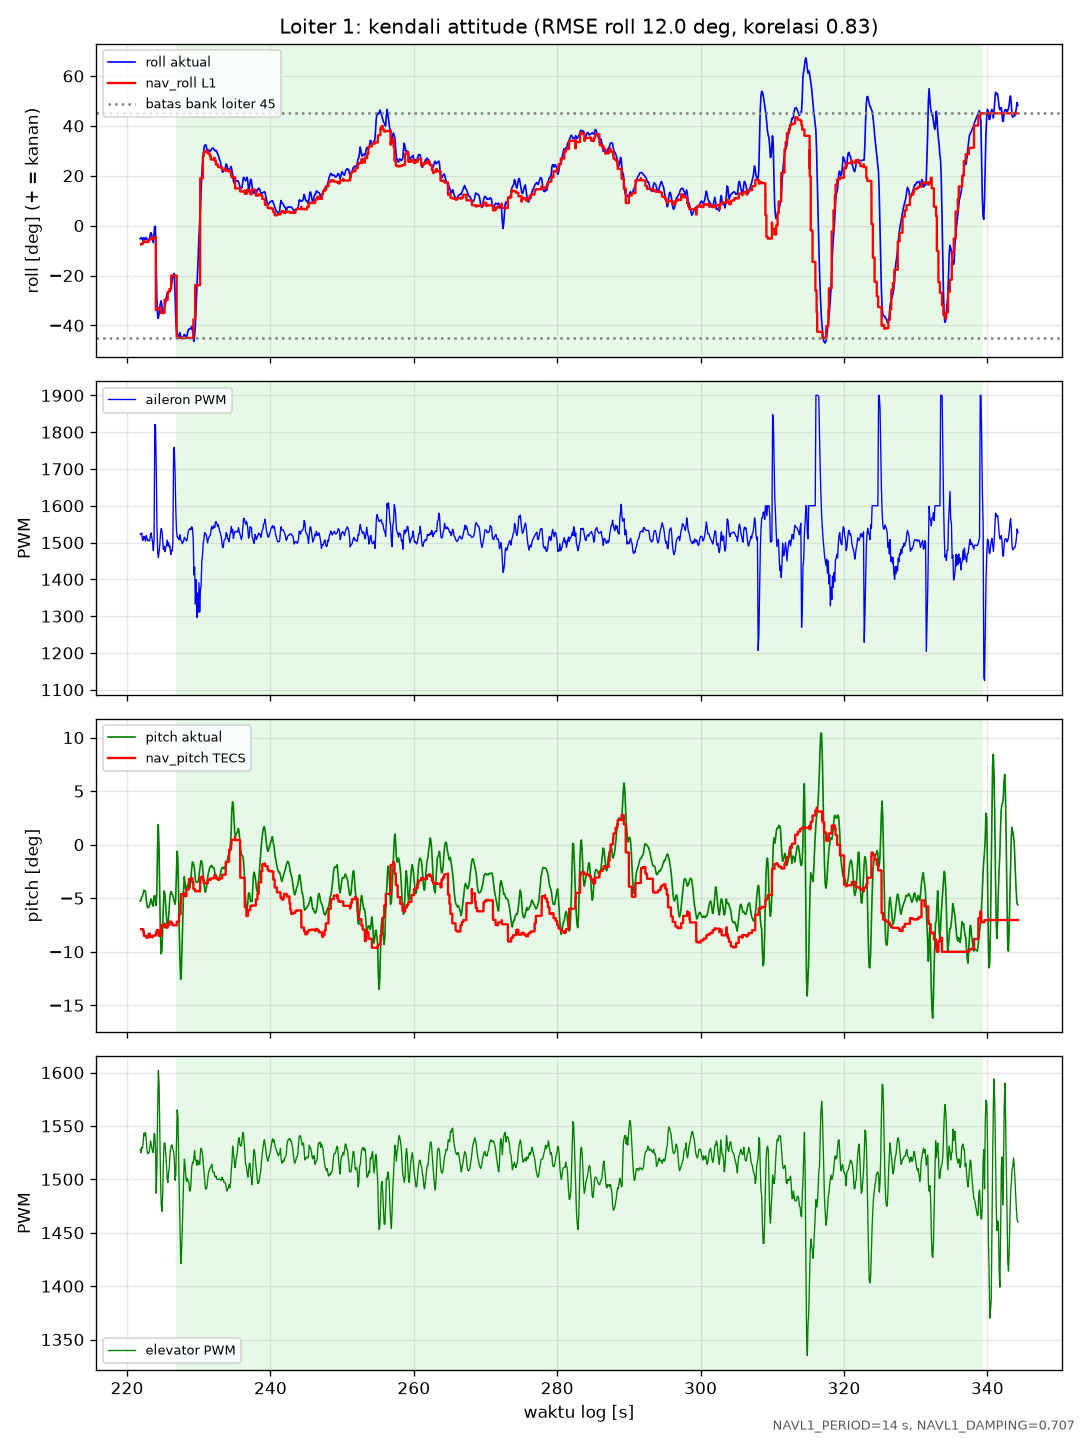 Loiter 1: kendali attitude (RMSE roll 12.0 deg, korelasi 0.83)
roll aktual
nav_roll L1
batas bank loiter 45
roll [deg] (+ = kanan)
60
40
20
0
−20
−40
aileron PWM
PWM
1900
1800
1700
1600
1500
1400
1300
1200
1100
pitch aktual
nav_pitch TECS
pitch [deg]
10
5
0
−5
−10
−15
PWM
1600
1550
1500
1450
1400
1350
elevator PWM
220 240 260 280 300 320 340
waktu log [s]
NAVL1_PERIOD=14 s, NAVL1_DAMPING=0.707